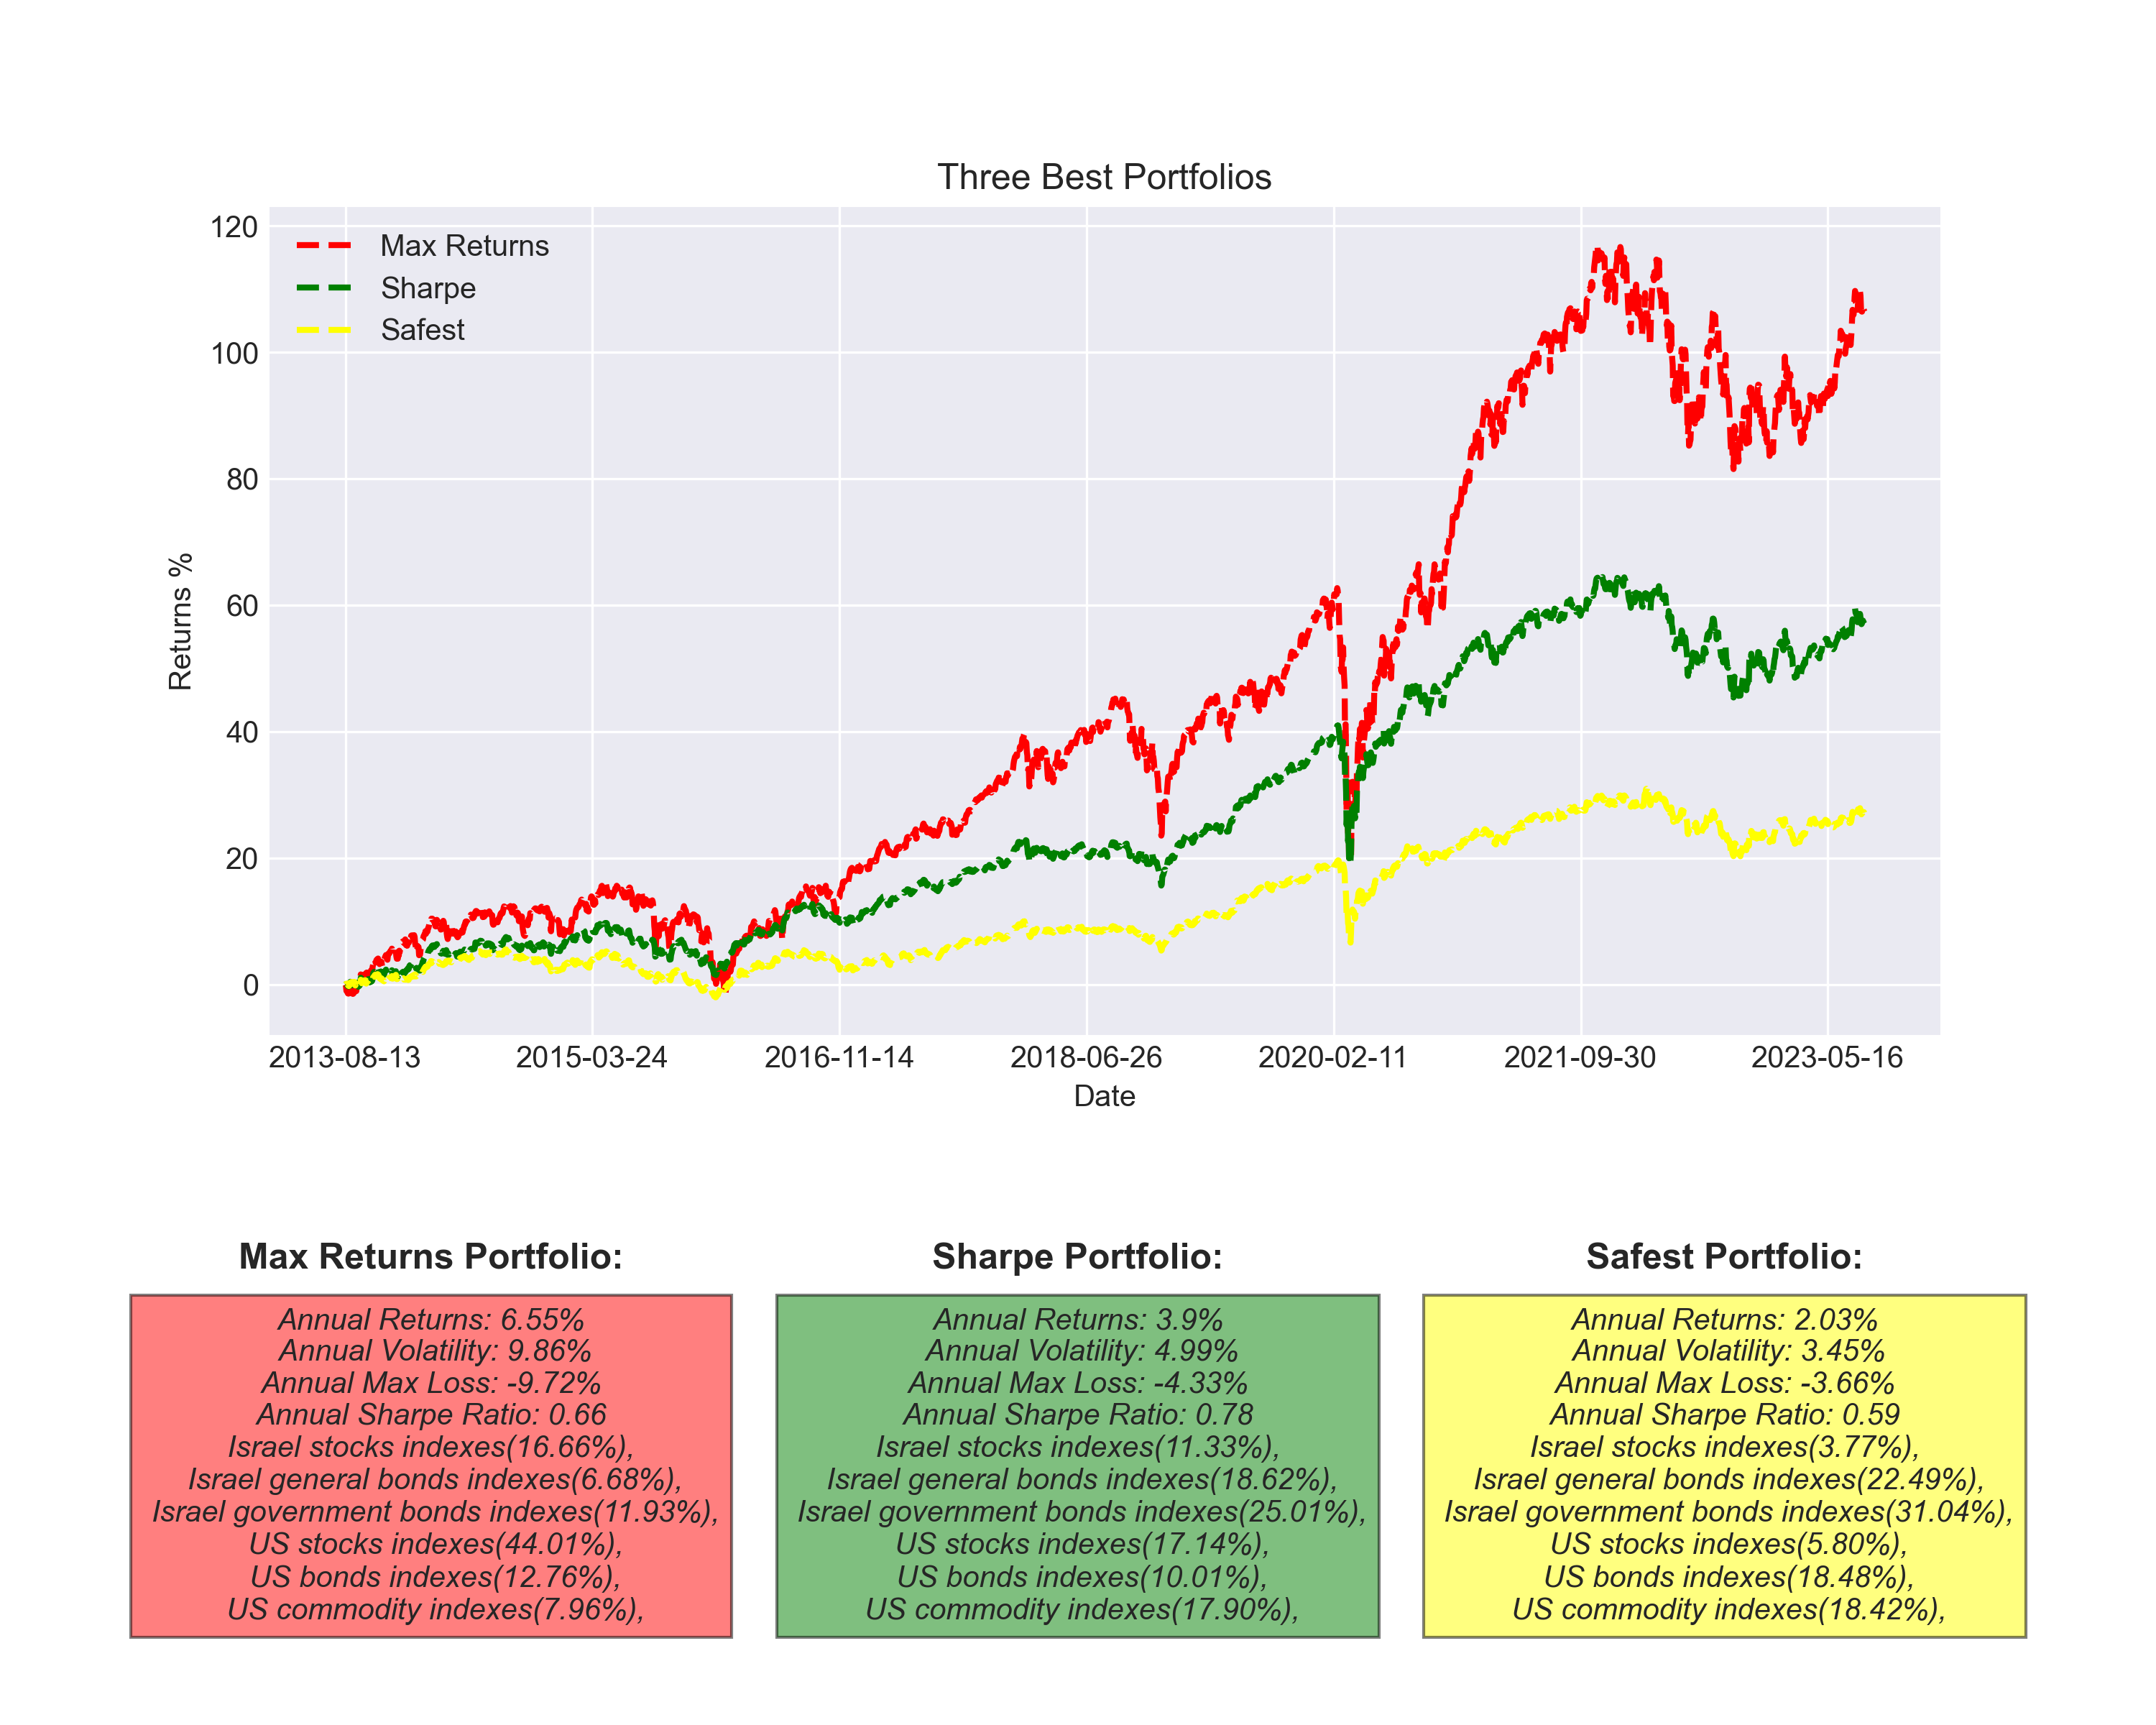 Three Best Portfolios
120
100
80
60
40
20
0
Returns %
Max Returns
Sharpe
Safest
2013-08-13
2015-03-24
2016-11-14
2018-06-26
2020-02-11
2021-09-30
2023-05-16
Date
Max Returns Portfolio:
Annual Returns: 6.55%
Annual Volatility: 9.86%
Annual Max Loss: -9.72%
Annual Sharpe Ratio: 0.66
Israel stocks indexes(16.66%),
Israel general bonds indexes(6.68%),
Israel government bonds indexes(11.93%),
US stocks indexes(44.01%),
US bonds indexes(12.76%),
US commodity indexes(7.96%),
Sharpe Portfolio:
Annual Returns: 3.9%
Annual Volatility: 4.99%
Annual Max Loss: -4.33%
Annual Sharpe Ratio: 0.78
Israel stocks indexes(11.33%),
Israel general bonds indexes(18.62%),
Israel government bonds indexes(25.01%),
US stocks indexes(17.14%),
US bonds indexes(10.01%),
US commodity indexes(17.90%),
Safest Portfolio:
Annual Returns: 2.03%
Annual Volatility: 3.45%
Annual Max Loss: -3.66%
Annual Sharpe Ratio: 0.59
Israel stocks indexes(3.77%),
Israel general bonds indexes(22.49%),
Israel government bonds indexes(31.04%),
US stocks indexes(5.80%),
US bonds indexes(18.48%),
US commodity indexes(18.42%),